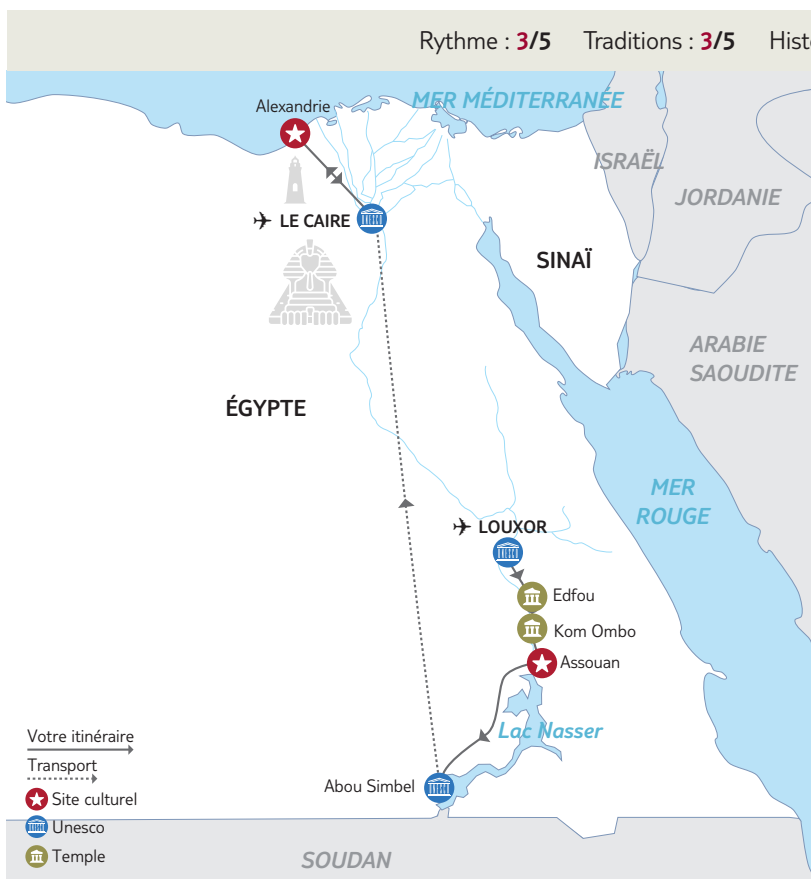 Rythme : 3/5 Traditions : 3/5
Alexandrie
MER MÉDITERRANÉE
ISRAËL
JORDANIE
LE CAIRE
SINAÏ
ARABIE
SAOUDITE
ÉGYPTE
MER
ROUGE
LOUXOR
Edfou
Kom Ombo
Assouan
Lac Nasser
Votre itinéraire
Transport
Abou Simbel
Site culturel
Unesco
Temple
SOUDAN